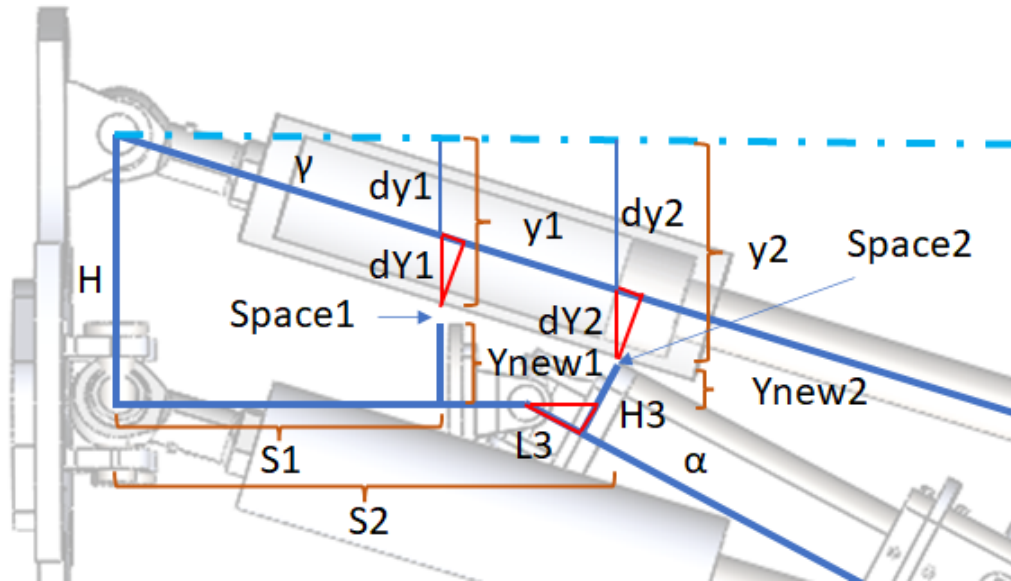 γ
dy1
y1
dy2
y2
H
dY1
Space2
Space1
dY2
Ynew1
Ynew2
L3
H3
S1
α
S2